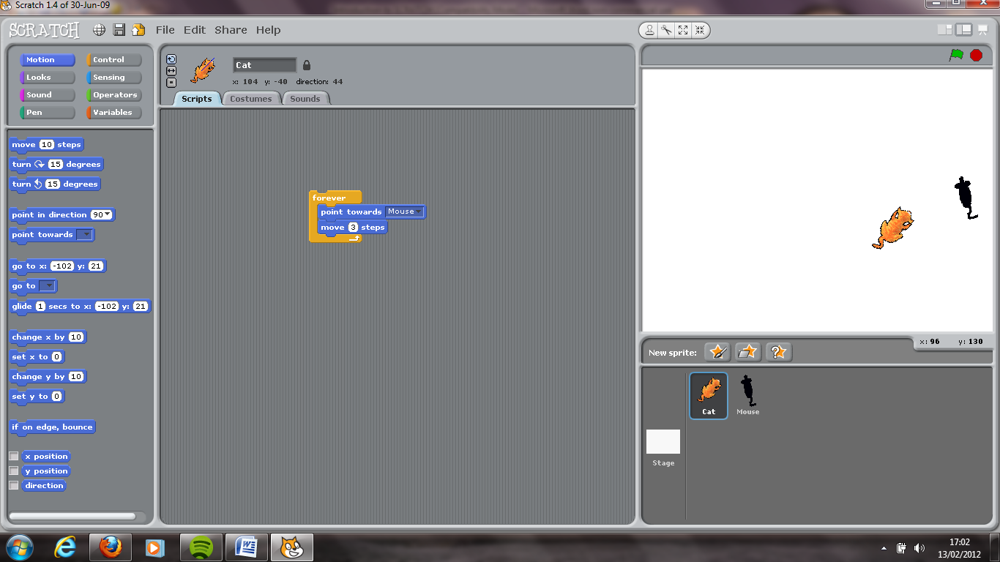 Scratch 1.4 of 30-Jun-09
SCRATCH File Edit Share Help
Motion Control
Looks Sensing
Sound Operators
Pen Variables
move 10 steps
turn 15 degrees
turn 15 degrees
point in direction 90
point towards
go to x: -102 y: 21
go to
glide 1 secs to x: -102 y: 21
change x by 10
set x to 0
change y by 10
set y to 0
if on edge, bounce
x position
y position
direction
Cat
x: 104 y: -40 direction: 44
Scripts Costumes Sounds
forever
point towards Mouse
move 3 steps
x: 96 y: 130
New sprite:
Cat Mouse
Stage
17:02
13/02/2012